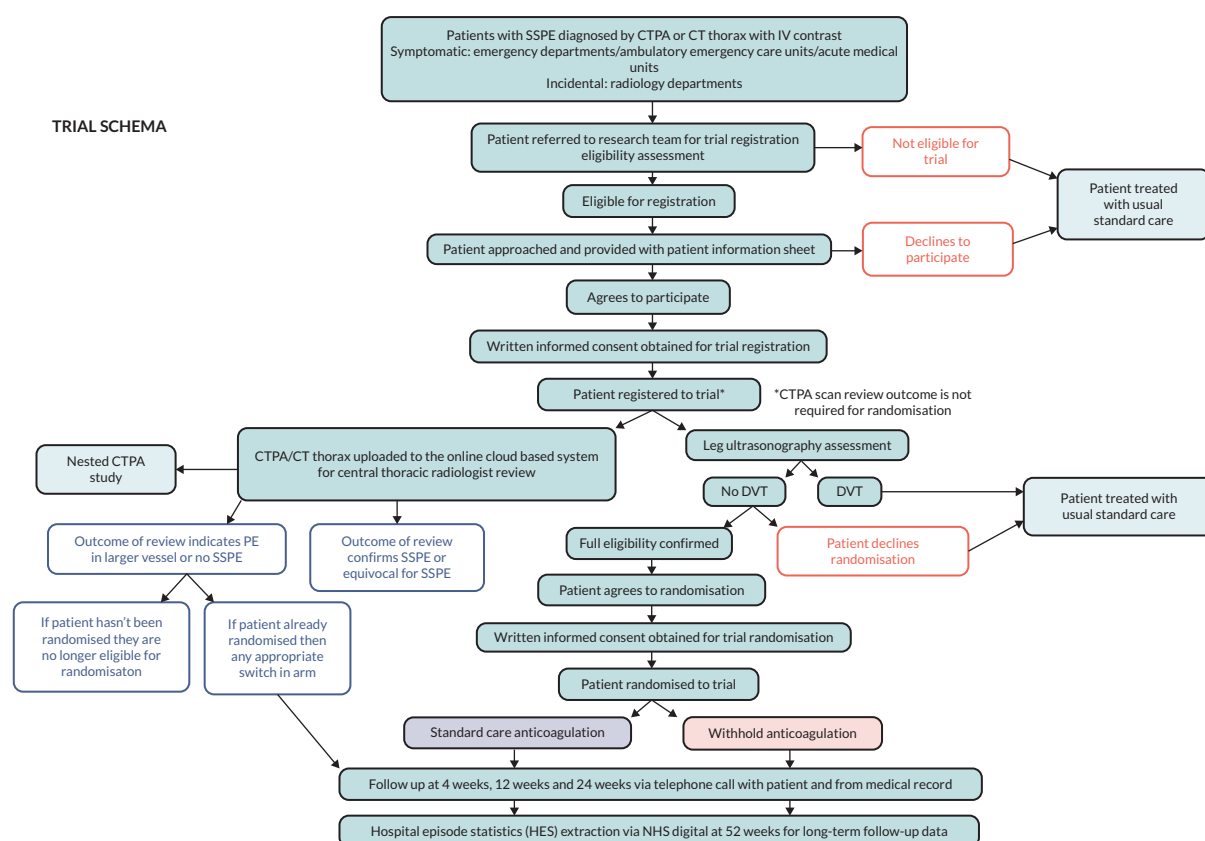 Patients with SSPE diagnosed by CTPA or CT thorax with IV contrast
Symptomatic: emergency departments/ambulatory emergency care units/acute medical
units
Incidental: radiology departments
TRIAL SCHEMA
Patient referred to research team for trial registration
eligibility assessment
Not eligible for
trial
Patient treated
with usual
standard care
Eligible for registration
Patient approached and provided with patient information sheet
Declines to
participate
Agrees to participate
Written informed consent obtained for trial registration
Patient registered to trial*
*CTPA scan review outcome is not
required for randomisation
Nested CTPA
study
CTPA/CT thorax uploaded to the online cloud based system
for central thoracic radiologist review
Leg ultrasonography assessment
No DVT
DVT
Patient treated with
usual standard care
Outcome of review indicates PE
in larger vessel or no SSPE
Outcome of review
confirms SSPE or
equivocal for SSPE
Full eligibility confirmed
Patient declines
randomisation
If patient hasn't been
randomised they are
no longer eligible for
randomisaton
If patient already
randomised then
any appropriate
switch in arm
Patient agrees to randomisation
Written informed consent obtained for trial randomisation
Patient randomised to trial
Standard care anticoagulation
Withhold anticoagulation
Follow up at 4 weeks, 12 weeks and 24 weeks via telephone call with patient and from medical record
Hospital episode statistics (HES) extraction via NHS digital at 52 weeks for long-term follow-up data